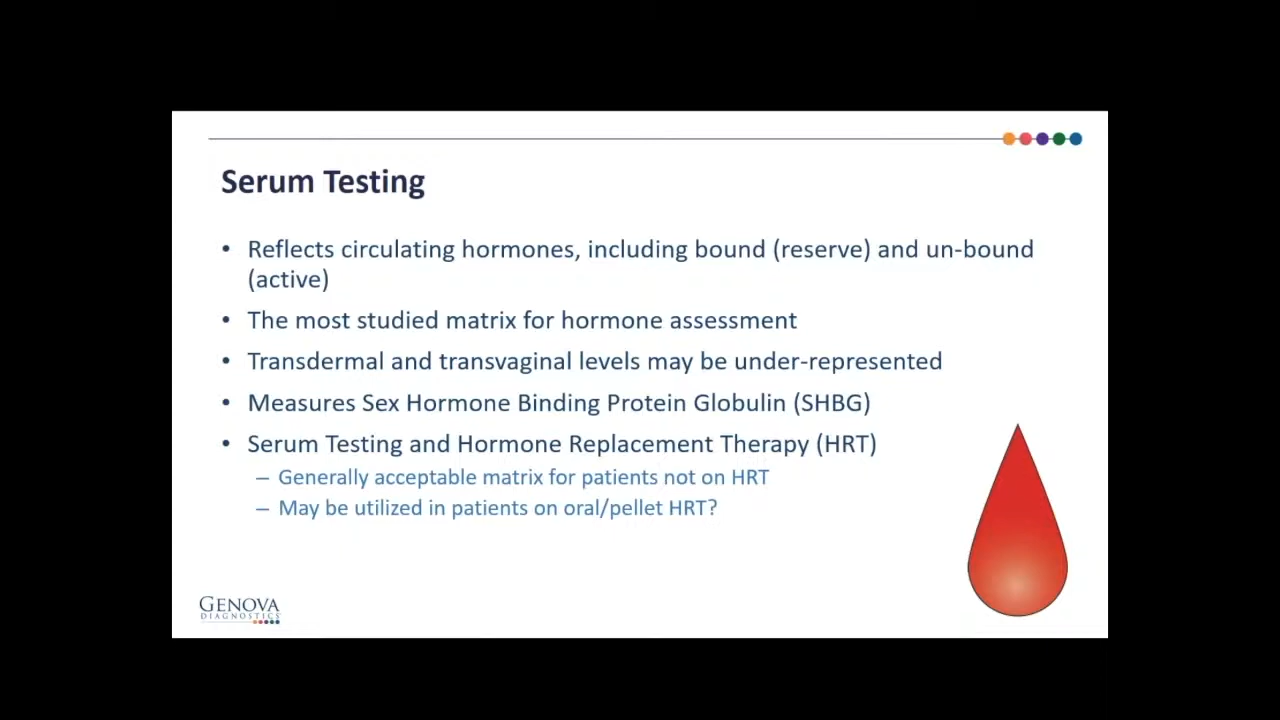 Serum Testing
• Reflects circulating hormones, including bound (reserve) and un-bound
(active)
• The most studied matrix for hormone assessment
• Transdermal and transvaginal levels may be under-represented
• Measures Sex Hormone Binding Protein Globulin (SHBG)
• Serum Testing and Hormone Replacement Therapy (HRT)
– Generally acceptable matrix for patients not on HRT
– May be utilized in patients on oral/pellet HRT?
GENOVA
DIAGNOSTICS